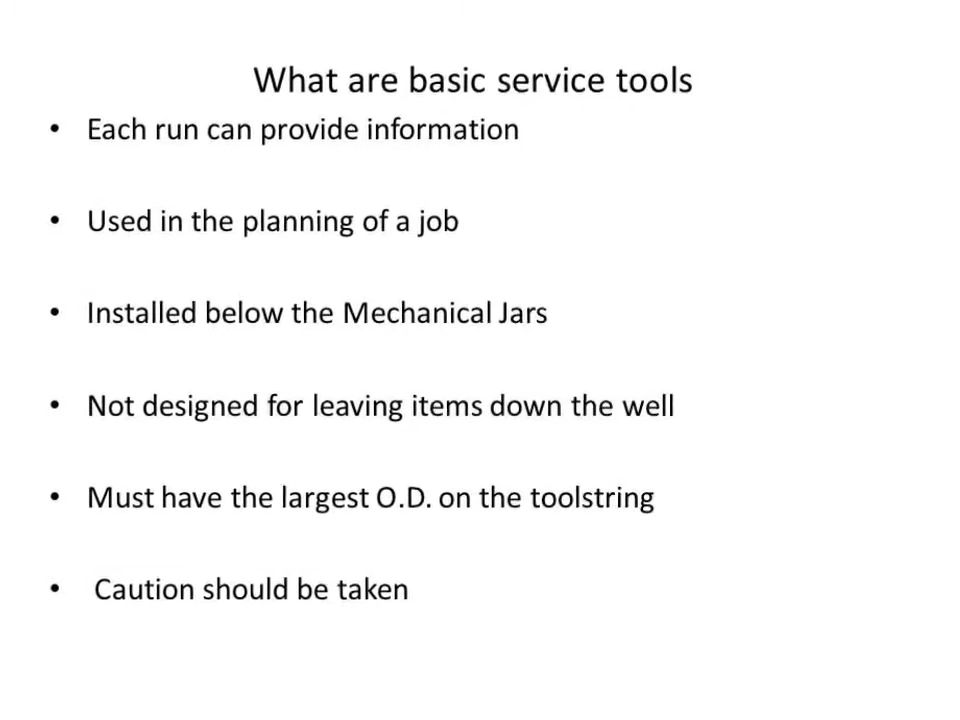 What are basic service tools
• Each run can provide information
• Used in the planning of a job
• Installed below the Mechanical Jars
• Not designed for leaving items down the well
• Must have the largest O.D. on the toolstring
• Caution should be taken